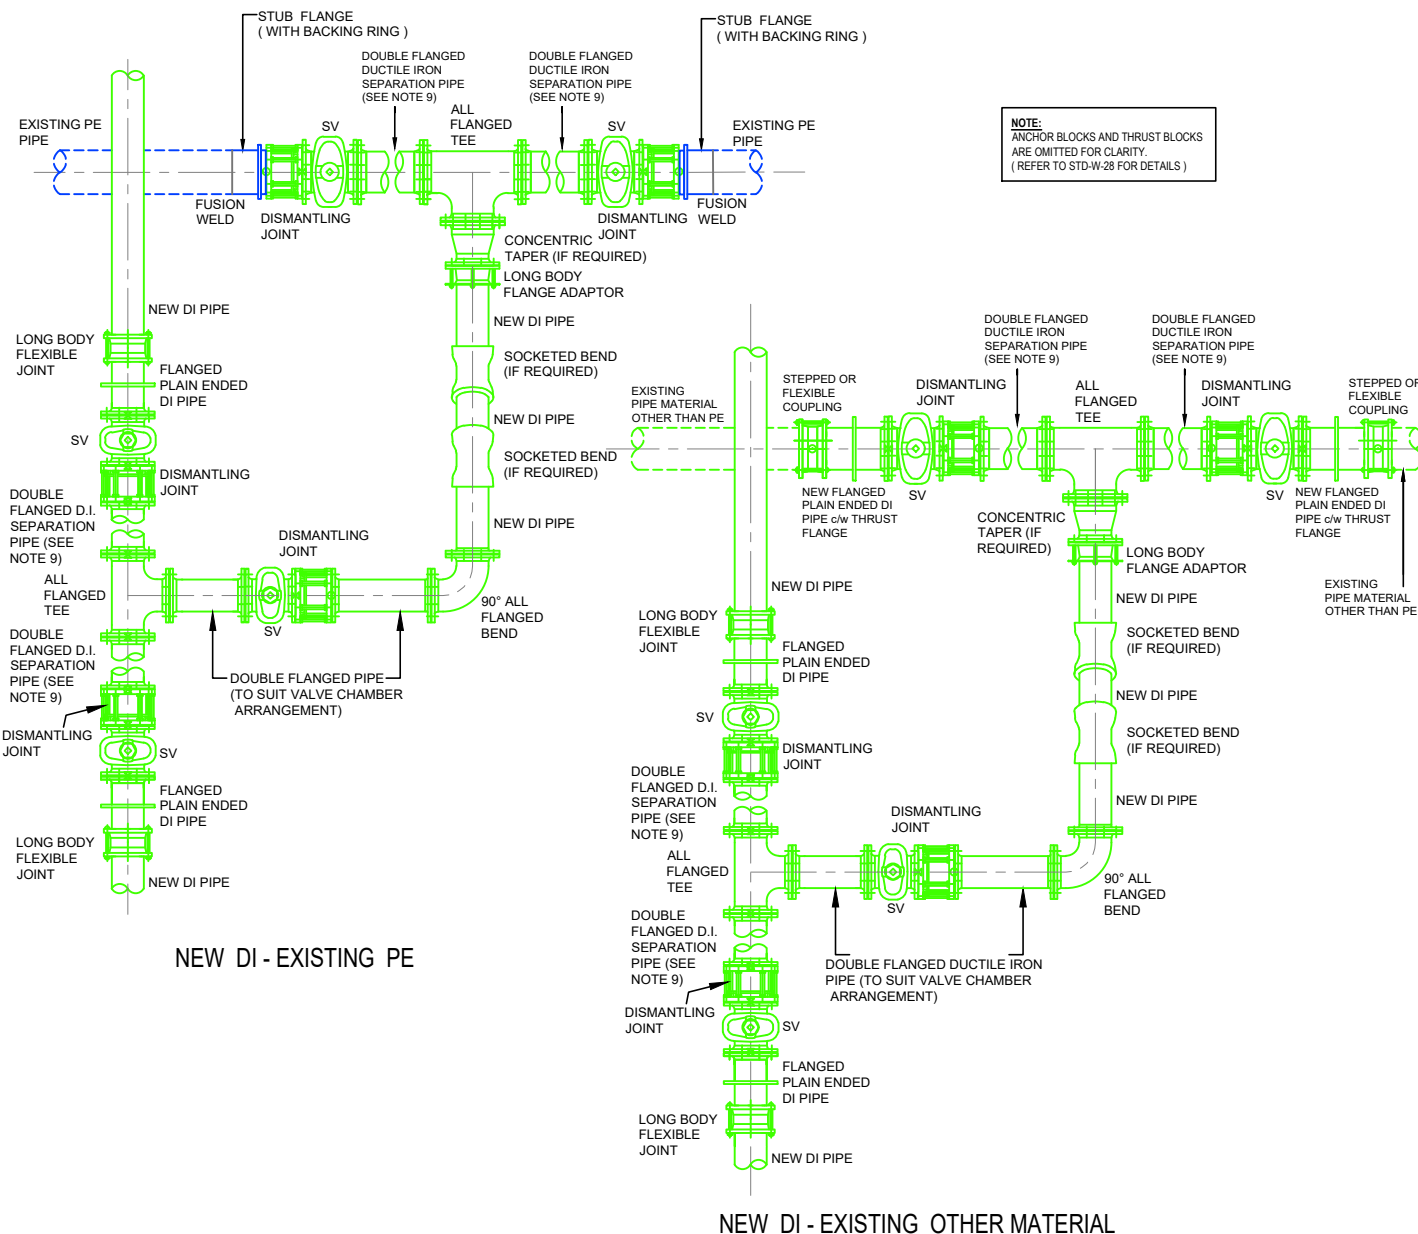 STUB FLANGE
( WITH BACKING RING )
STUB FLANGE
( WITH BACKING RING )
DOUBLE FLANGED
DUCTILE IRON
SEPARATION PIPE
(SEE NOTE 9)
DOUBLE FLANGED
DUCTILE IRON
SEPARATION PIPE
(SEE NOTE 9)
ALL
FLANGED
TEE
EXISTING PE
PIPE
SV
SV
EXISTING PE
PIPE
FUSION
WELD
DISMANTLING
JOINT
DISMANTLING
JOINT
FUSION
WELD
CONCENTRIC
TAPER (IF REQUIRED)
LONG BODY
FLANGE ADAPTOR
NEW DI PIPE
NEW DI PIPE
LONG BODY
FLEXIBLE
JOINT
FLANGED
PLAIN ENDED
DI PIPE
SOCKETED BEND
(IF REQUIRED)
NEW DI PIPE
SV
SOCKETED BEND
(IF REQUIRED)
DISMANTLING
JOINT
DOUBLE
FLANGED D.I.
SEPARATION
PIPE (SEE
NOTE 9)
NEW DI PIPE
DISMANTLING
JOINT
ALL
FLANGED
TEE
90° ALL
FLANGED
BEND
SV
DOUBLE
FLANGED D.I.
SEPARATION
PIPE (SEE
NOTE 9)
DOUBLE FLANGED PIPE
(TO SUIT VALVE CHAMBER
ARRANGEMENT)
DISMANTLING
JOINT
SV
FLANGED
PLAIN ENDED
DI PIPE
LONG BODY
FLEXIBLE
JOINT
NEW DI PIPE
NEW DI - EXISTING PE
NOTE:
ANCHOR BLOCKS AND THRUST BLOCKS
ARE OMITTED FOR CLARITY.
( REFER TO STD-W-28 FOR DETAILS )
DOUBLE FLANGED
DUCTILE IRON
SEPARATION PIPE
(SEE NOTE 9)
DOUBLE FLANGED
DUCTILE IRON
SEPARATION PIPE
(SEE NOTE 9)
EXISTING
PIPE MATERIAL
OTHER THAN PE
STEPPED OR
FLEXIBLE
COUPLING
DISMANTLING
JOINT
ALL
FLANGED
TEE
DISMANTLING
JOINT
STEPPED OR
FLEXIBLE
COUPLING
NEW FLANGED
PLAIN ENDED DI
PIPE c/w THRUST
FLANGE
SV
SV
NEW FLANGED
PLAIN ENDED DI
PIPE c/w THRUST
FLANGE
CONCENTRIC
TAPER (IF
REQUIRED)
LONG BODY
FLANGE ADAPTOR
EXISTING
PIPE MATERIAL
OTHER THAN PE
NEW DI PIPE
NEW DI PIPE
LONG BODY
FLEXIBLE
JOINT
SOCKETED BEND
(IF REQUIRED)
FLANGED
PLAIN ENDED
DI PIPE
NEW DI PIPE
SV
SOCKETED BEND
(IF REQUIRED)
DISMANTLING
JOINT
DOUBLE
FLANGED D.I.
SEPARATION
PIPE (SEE
NOTE 9)
NEW DI PIPE
DISMANTLING
JOINT
ALL
FLANGED
TEE
90° ALL
FLANGED
BEND
SV
DOUBLE
FLANGED D.I.
SEPARATION
PIPE (SEE
NOTE 9)
DOUBLE FLANGED DUCTILE IRON
PIPE (TO SUIT VALVE CHAMBER
ARRANGEMENT)
DISMANTLING
JOINT
SV
FLANGED
PLAIN ENDED
DI PIPE
LONG BODY
FLEXIBLE
JOINT
NEW DI PIPE
NEW DI - EXISTING OTHER MATERIAL